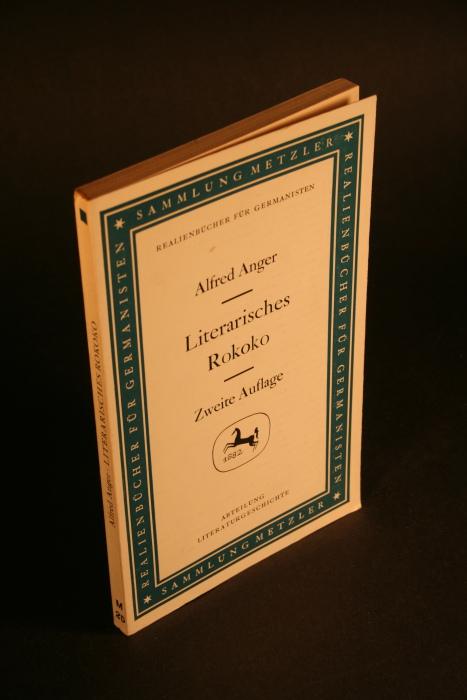 ★ SAMMLUNG METZLER ★
REALIENBÜCHER FÜR GERMANISTEN
REALIENBÜCHER FÜR GERMANISTEN
REALIENBÜCHER FÜR GERMANISTEN
Alfred Anger
Literarisches
Rokoko
Zweite Auflage
1682
ABTEILUNG
LITERATURGESCHICHTE
★ SAMMLUNG METZLER ★
Alfred Anger · LITERARISCHES ROKOKO
M
25